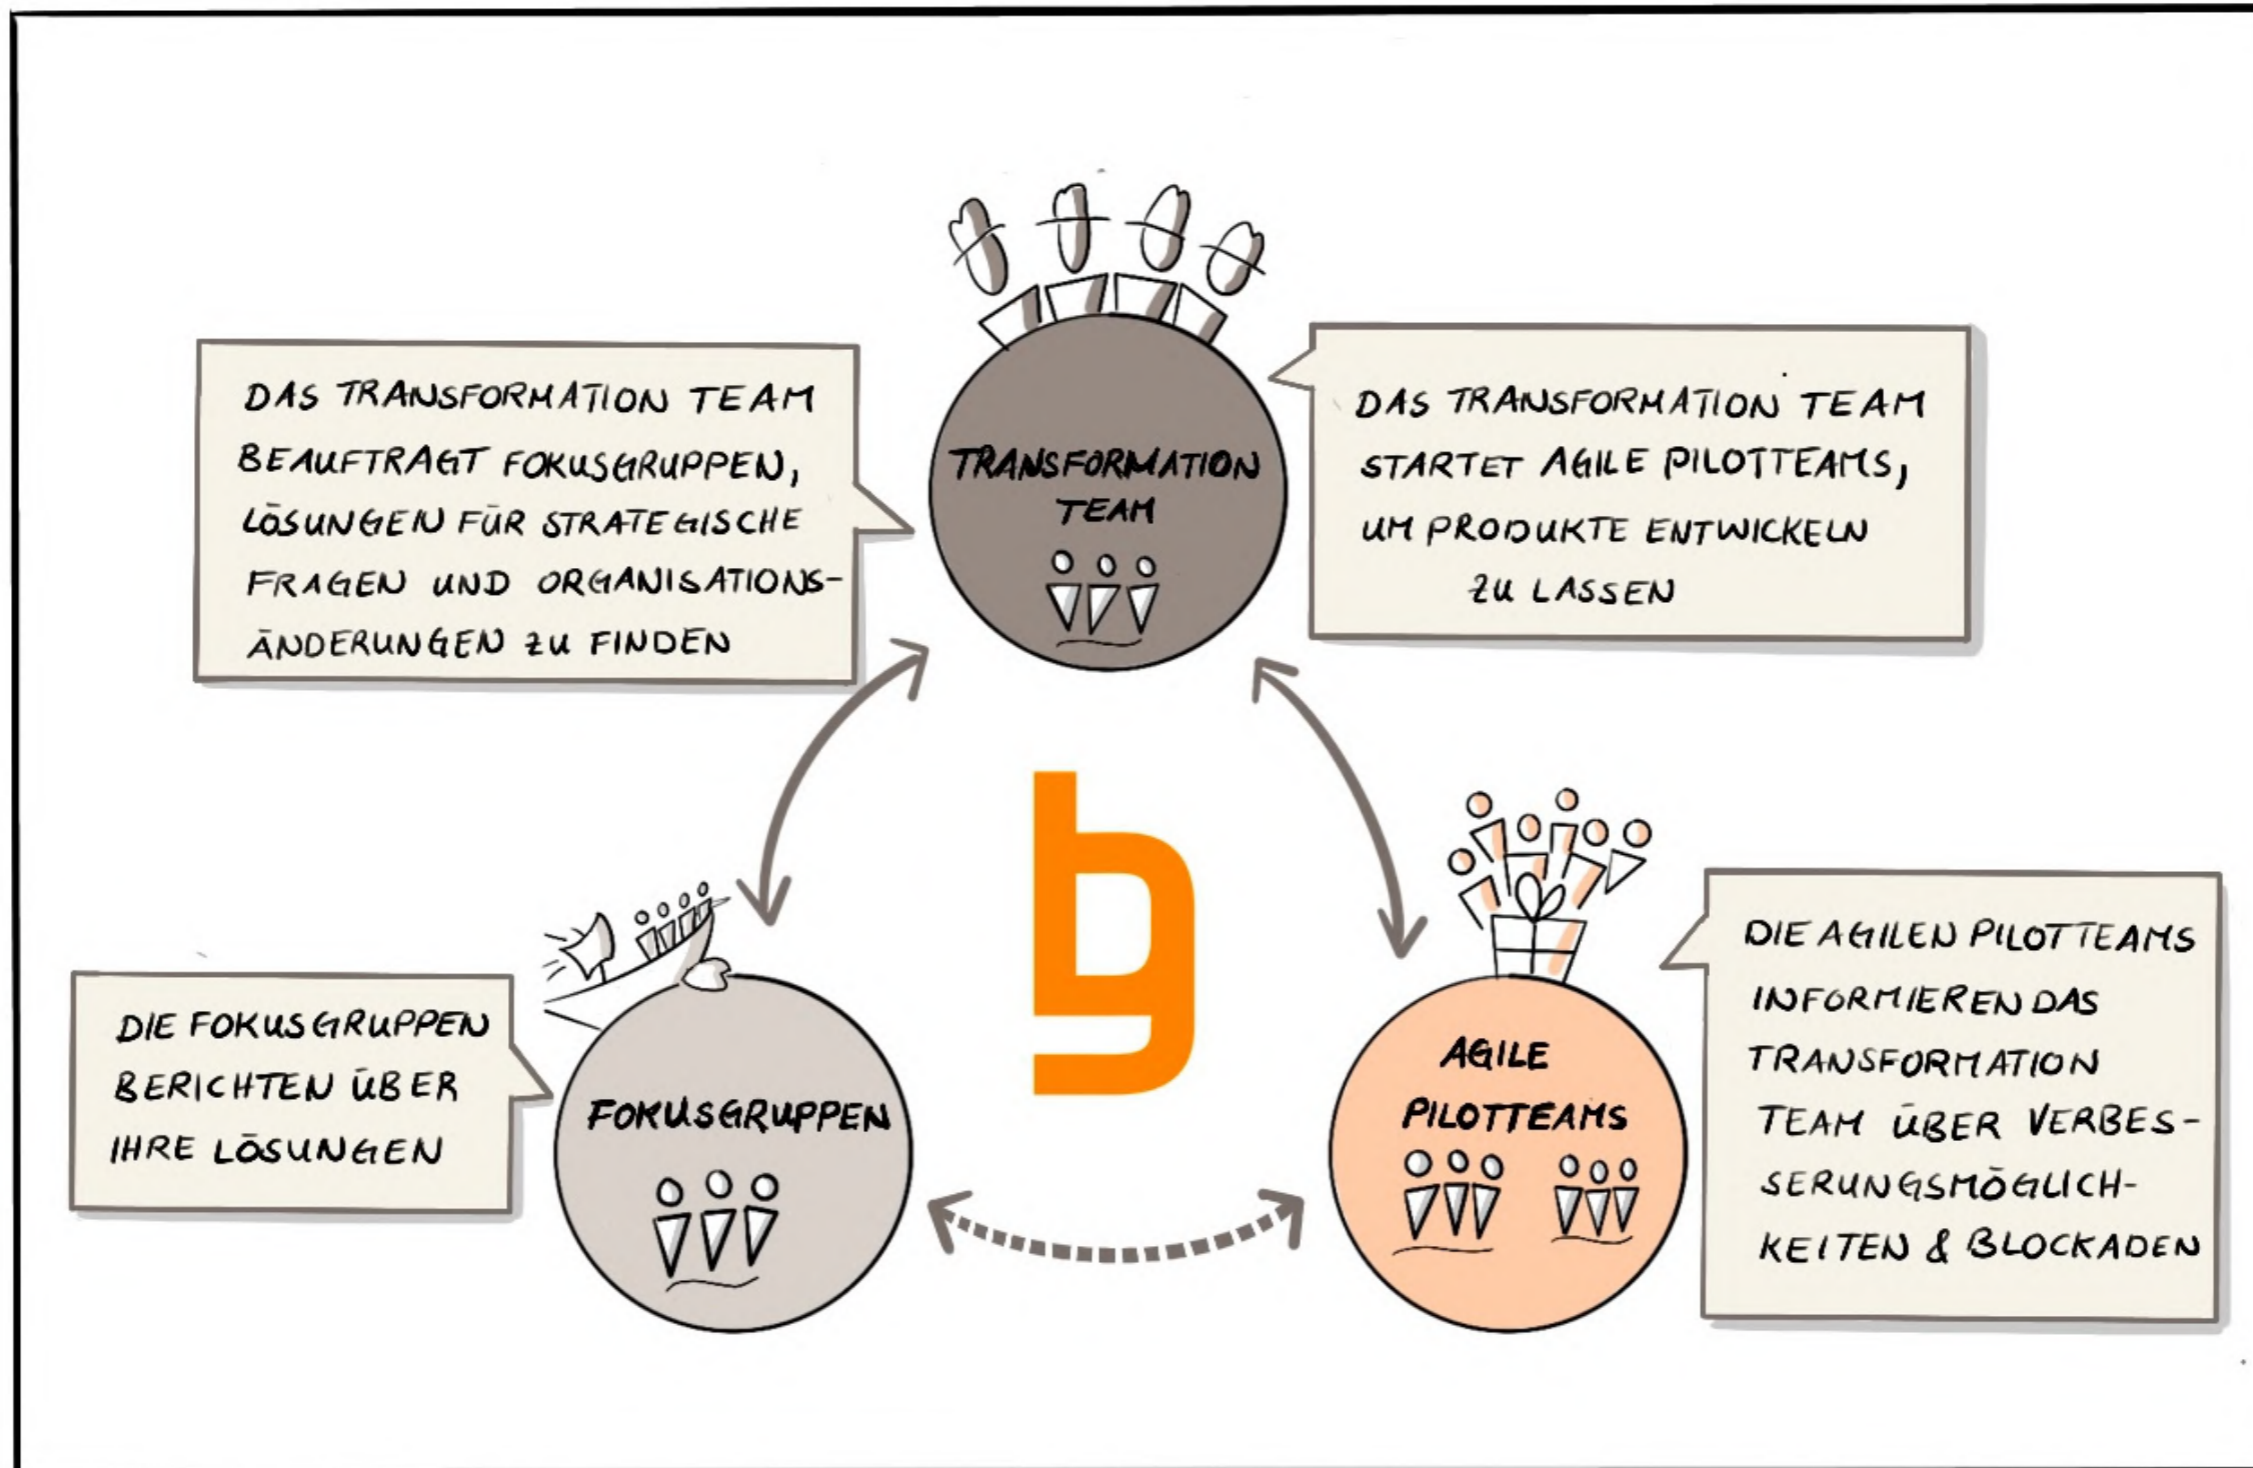 DAS TRANSFORMATION TEAM
BEAUFTRAGT FOKUSGRUPPEN,
LÖSUNGEN FÜR STRATEGISCHE
FRAGEN UND ORGANISATIONS-
ÄNDERUNGEN ZU FINDEN
TRANSFORMATION
TEAM
DAS TRANSFORMATION TEAM
STARTET AGILE PILOTTEAMS,
UM PRODUKTE ENTWICKELN
ZU LASSEN
DIE FOKUSGRUPPEN
BERICHTEN ÜBER
IHRE LÖSUNGEN
FOKUSGRUPPEN
AGILE
PILOTTEAMS
DIE AGILEN PILOTTEAMS
INFORMIEREN DAS
TRANSFORMATION
TEAM ÜBER VERBES-
SERUNGSMÖGLICH-
KEITEN & BLOCKADEN